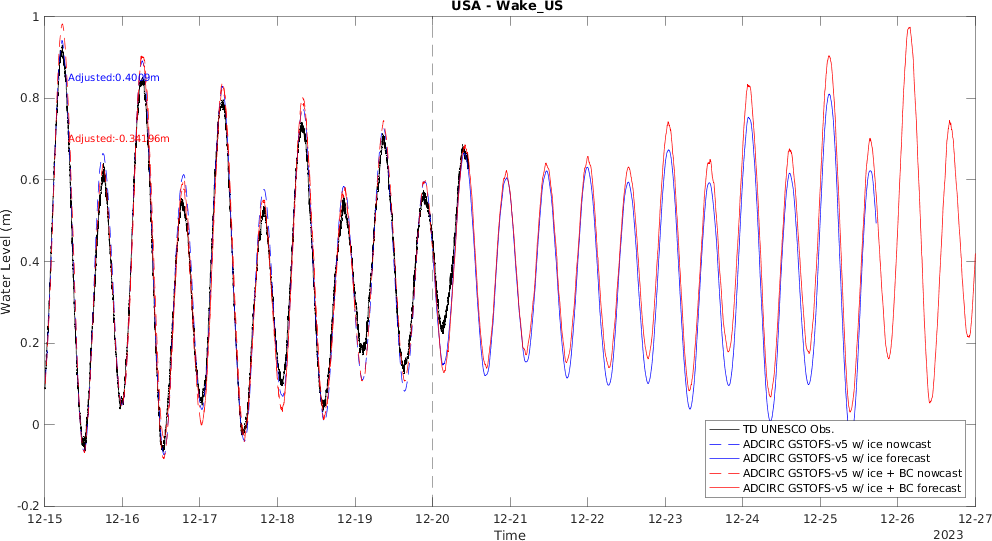 USA - Wake_US
Water Level (m)
1
0.8
0.6
0.4
0.2
0
-0.2
Adjusted:0.4009m
Adjusted:-0.34196m
TD UNESCO Obs.
ADCIRC GSTOFS-v5 w/ ice nowcast
ADCIRC GSTOFS-v5 w/ ice forecast
ADCIRC GSTOFS-v5 w/ ice + BC nowcast
ADCIRC GSTOFS-v5 w/ ice + BC forecast
12-15 12-16 12-17 12-18 12-19 12-20 12-21 12-22 12-23 12-24 12-25 12-26 12-27
Time
2023